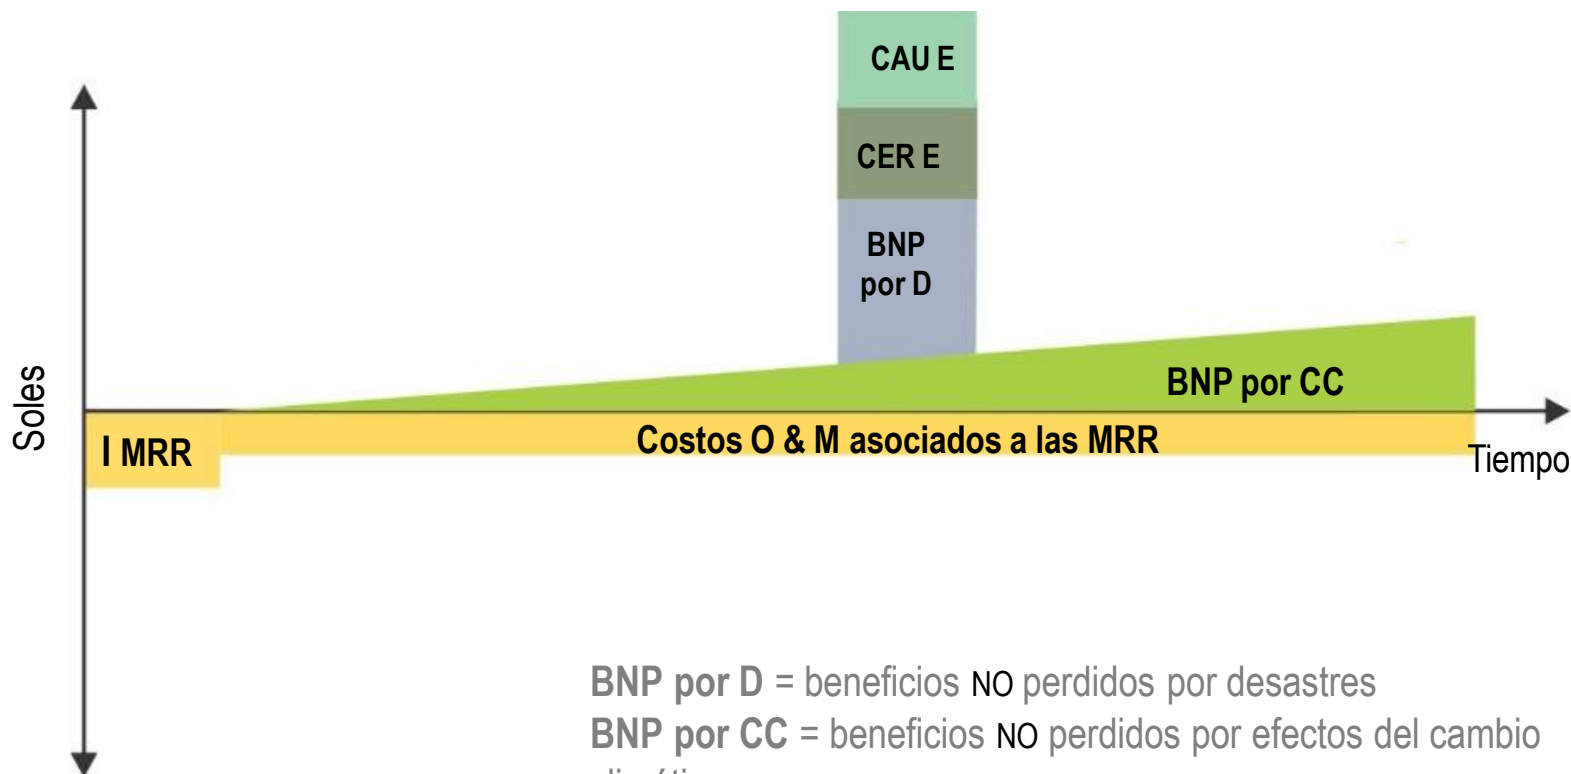 CAU E
CER E
BNP
por D
BNP por CC
Soles
I MRR
Costos O & M asociados a las MRR
Tiempo
BNP por D = beneficios NO perdidos por desastres
BNP por CC = beneficios NO perdidos por efectos del cambio